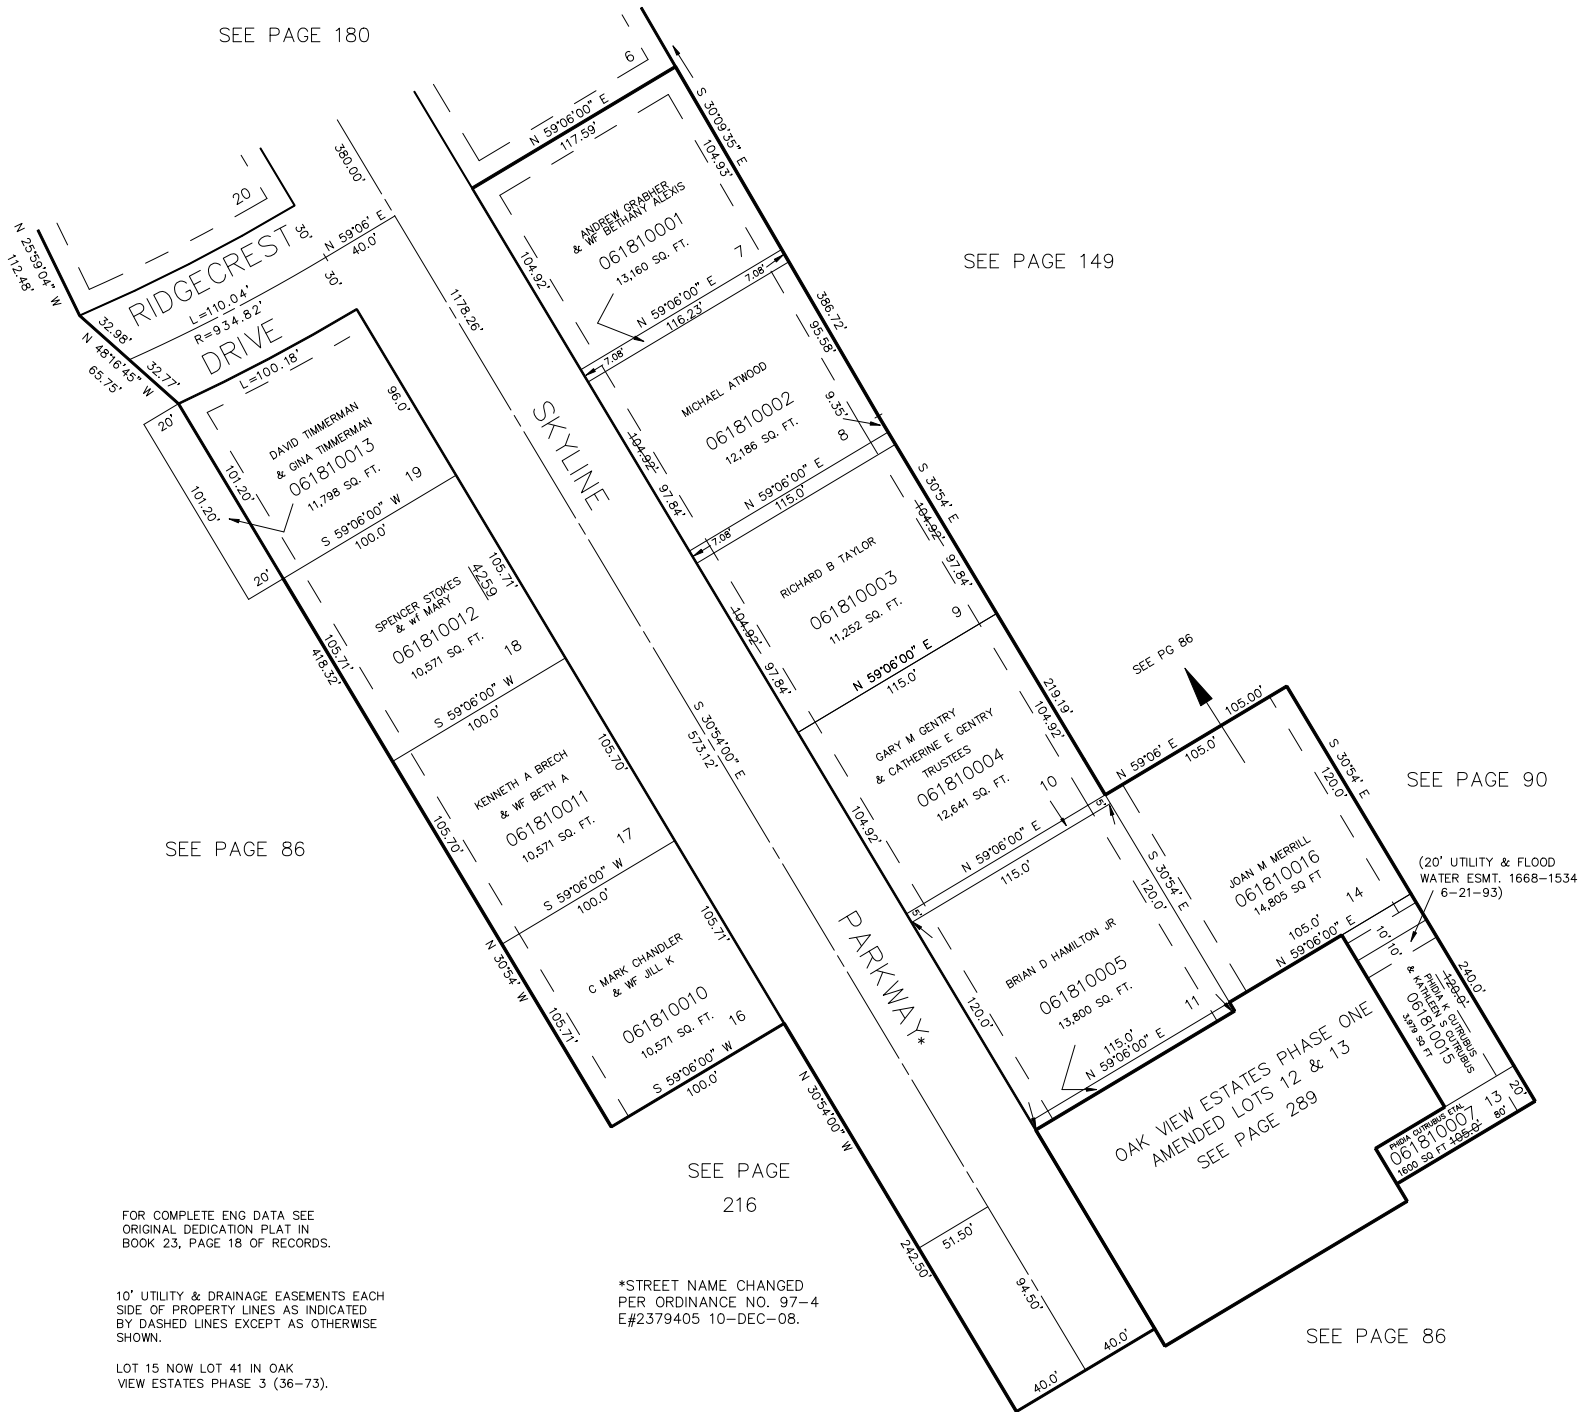 SEE PAGE 180
6
N 59°06'00" E
117.59'
S 30°09'35" E
104.93'
380.00'
20
N 25°59'04" W
112.48'
RIDGECREST
DRIVE
30'
N 59°06' E
40.0'
30'
L=110.04'
R=934.82'
32.98'
N 48°16'45" W
65.75'
32.77'
L=100.18'
96.0'
1178.26'
ANDREW GRABHER
& WF BETHANY ALEXIS
061810001
13,160 SQ. FT.
7
104.92'
N 59°06'00" E
116.23'
7.08'
7.08'
SEE PAGE 149
386.72'
95.58'
MICHAEL ATWOOD
061810002
12,186 SQ. FT.
8
9.35'
104.92'
97.84'
N 59°06'00" E
115.0'
7.08'
S 30°54' E
104.92'
97.84'
RICHARD B TAYLOR
061810003
11,252 SQ. FT.
9
104.92'
97.84'
N 59°06'00" E
115.0'
219.19'
104.92'
GARY M GENTRY
& CATHERINE E GENTRY
TRUSTEES
061810004
12,641 SQ. FT.
10
104.92'
N 59°06'00" E
115.0'
5'
5'
SKYLINE
PARKWAY*
S 30°54'00" E
573.12'
20'
101.20'
101.20'
20'
DAVID TIMMERMAN
& GINA TIMMERMAN
061810013
11,798 SQ. FT.
19
S 59°06'00" W
100.0'
SPENCER STOKES
& wf MARY
061810012
10,571 SQ. FT.
18
4259
105.71'
105.71'
418.32'
S 59°06'00" W
100.0'
KENNETH A BRECH
& WF BETH A
061810011
10,571 SQ. FT.
17
105.70'
105.70'
S 59°06'00" W
100.0'
C MARK CHANDLER
& WF JILL K
061810010
10,571 SQ. FT.
16
105.71'
N 30°54' W
105.71'
S 59°06'00" W
100.0'
SEE PAGE 86
SEE PG 86
N 59°06' E
105.00'
105.0'
S 30°54' E
120.0'
SEE PAGE 90
JOAN M MERRILL
061810016
14,805 SQ FT
14
105.0'
N 59°06'00" E
S 30°54' E
120.0'
(20' UTILITY & FLOOD
WATER ESMT. 1668-1534
6-21-93)
10'
10'
240.0'
120.0'
PHIDIA K CUTRUBUS
& KATHLEEN S CUTRUBUS
061810015
3,979 SQ FT
BRIAN D HAMILTON JR
061810005
13,800 SQ. FT.
11
120.0'
115.0'
N 59°06'00" E
OAK VIEW ESTATES PHASE ONE
AMENDED LOTS 12 & 13
SEE PAGE 289
PHIDIA CUTRUBUS ETAL
061810007
13
1600 SQ FT
105.0'
80'
20'
N 30°54'00" W
SEE PAGE
216
242.50'
51.50'
94.50'
40.0'
40.0'
SEE PAGE 86
FOR COMPLETE ENG DATA SEE
ORIGINAL DEDICATION PLAT IN
BOOK 23, PAGE 18 OF RECORDS.
10' UTILITY & DRAINAGE EASEMENTS EACH
SIDE OF PROPERTY LINES AS INDICATED
BY DASHED LINES EXCEPT AS OTHERWISE
SHOWN.
LOT 15 NOW LOT 41 IN OAK
VIEW ESTATES PHASE 3 (36-73).
*STREET NAME CHANGED
PER ORDINANCE NO. 97-4
E#2379405 10-DEC-08.